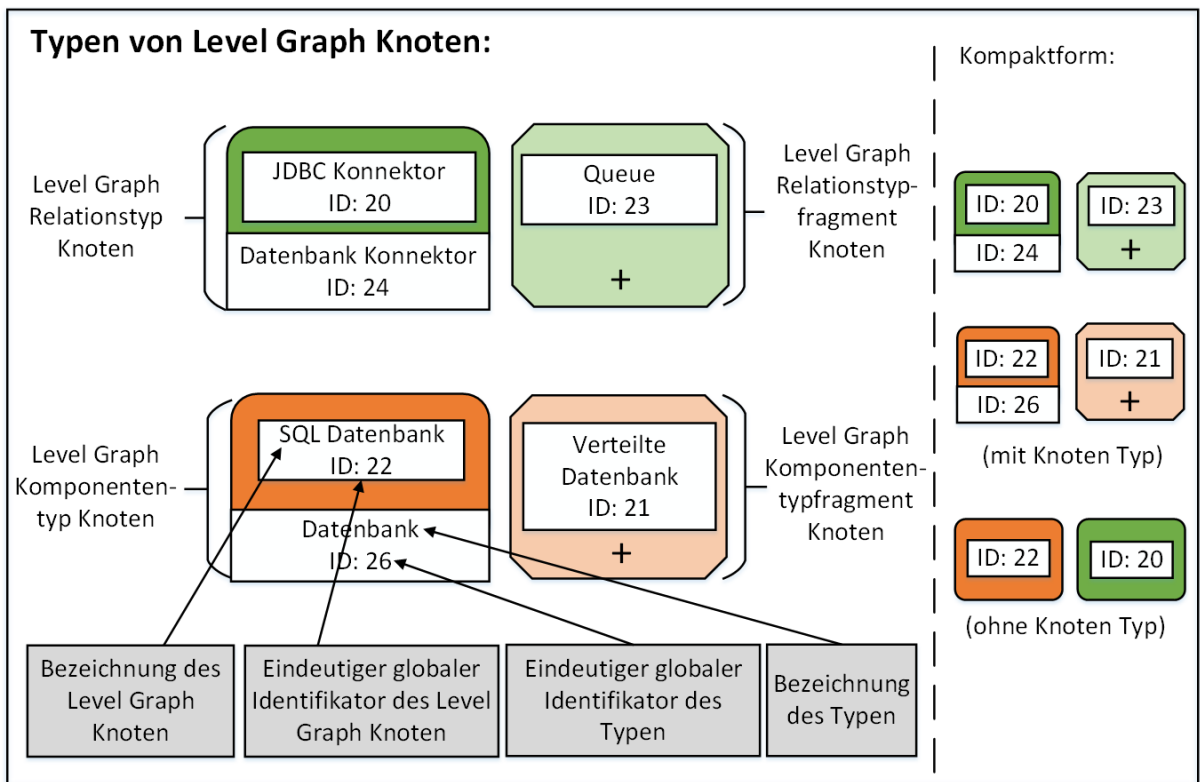 Typen von Level Graph Knoten:
Kompaktform:
Level Graph
Relationstyp
Knoten
JDBC Konnektor
ID: 20
Datenbank Konnektor
ID: 24
Queue
ID: 23
+
Level Graph
Relationstyp-
fragment
Knoten
ID: 20
ID: 24
ID: 23
+
Level Graph
Komponenten-
typ Knoten
SQL Datenbank
ID: 22
Datenbank
ID: 26
Verteilte
Datenbank
ID: 21
+
Level Graph
Komponenten-
typfragment
Knoten
ID: 22
ID: 26
ID: 21
+
(mit Knoten Typ)
ID: 22
ID: 20
(ohne Knoten Typ)
Bezeichnung des
Level Graph
Knoten
Eindeutiger globaler
Identifikator des Level
Graph Knoten
Eindeutiger globaler
Identifikator des
Typen
Bezeichnung
des Typen